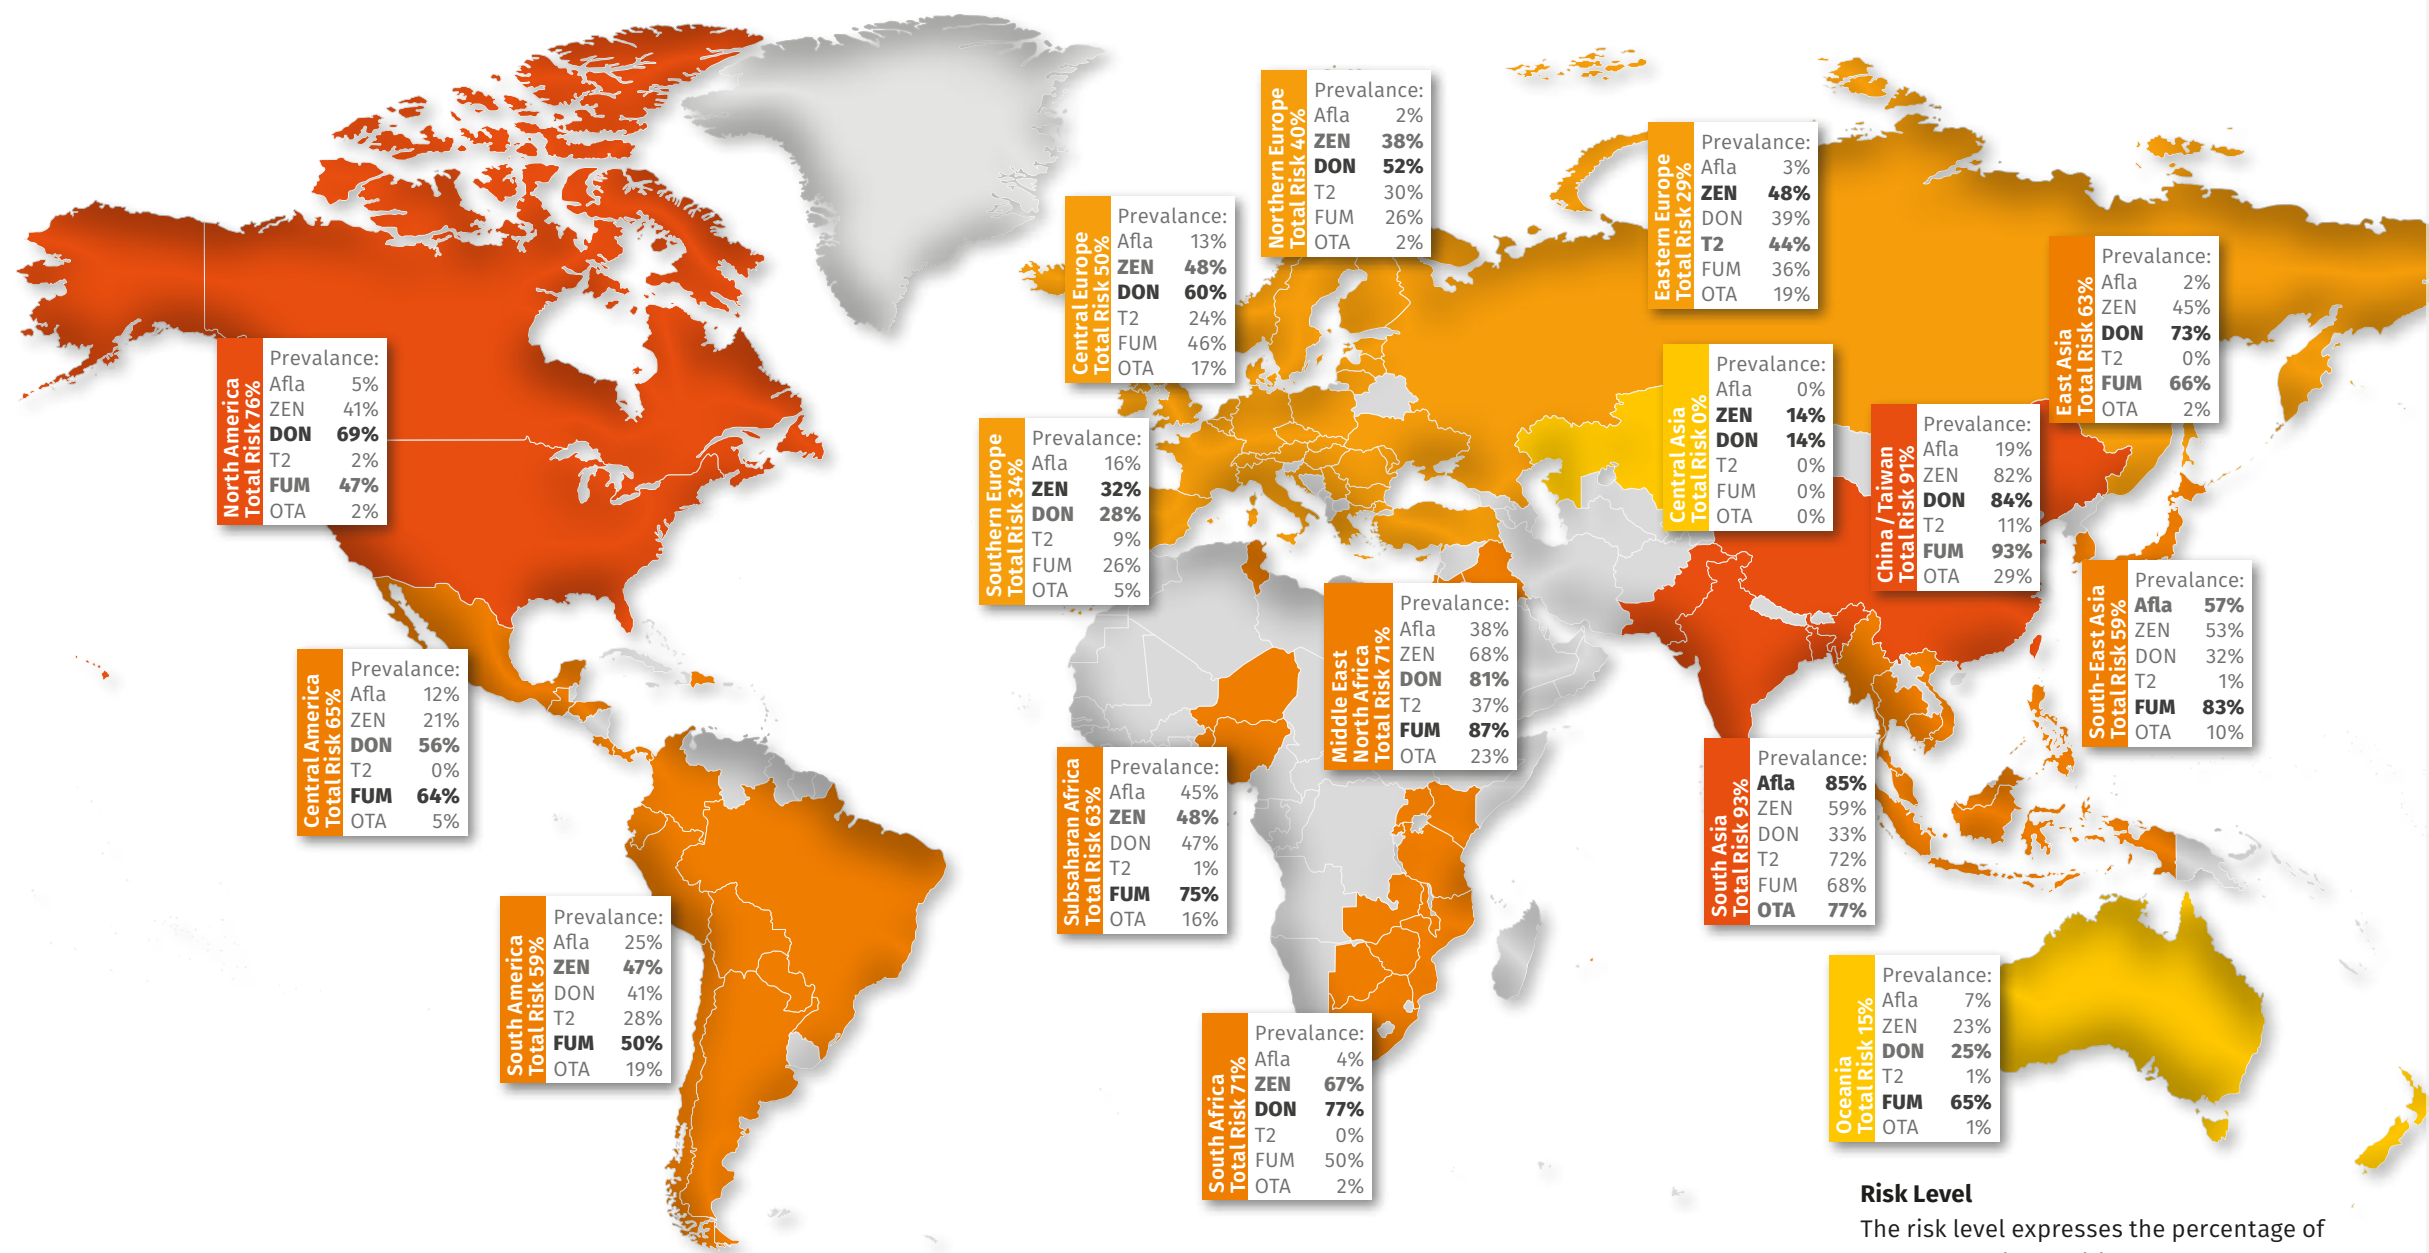 Northern Europe
Total Risk 40%
Prevalance:
Afla 2%
ZEN 38%
DON 52%
T2 30%
FUM 26%
OTA 2%
Eastern Europe
Total Risk 29%
Prevalance:
Afla 3%
ZEN 48%
DON 39%
T2 44%
FUM 36%
OTA 19%
Central Europe
Total Risk 50%
Prevalance:
Afla 13%
ZEN 48%
DON 60%
T2 24%
FUM 46%
OTA 17%
East Asia
Total Risk 63%
Prevalance:
Afla 2%
ZEN 45%
DON 73%
T2 0%
FUM 66%
OTA 2%
North America
Total Risk 76%
Prevalance:
Afla 5%
ZEN 41%
DON 69%
T2 2%
FUM 47%
OTA 2%
Central Asia
Total Risk 0%
Prevalance:
Afla 0%
ZEN 14%
DON 14%
T2 0%
FUM 0%
OTA 0%
China / Taiwan
Total Risk 91%
Prevalance:
Afla 19%
ZEN 82%
DON 84%
T2 11%
FUM 93%
OTA 29%
Southern Europe
Total Risk 34%
Prevalance:
Afla 16%
ZEN 32%
DON 28%
T2 9%
FUM 26%
OTA 5%
South-East Asia
Total Risk 59%
Prevalance:
Afla 57%
ZEN 53%
DON 32%
T2 1%
FUM 83%
OTA 10%
Middle East
North Africa
Total Risk 71%
Prevalance:
Afla 38%
ZEN 68%
DON 81%
T2 37%
FUM 87%
OTA 23%
Central America
Total Risk 65%
Prevalance:
Afla 12%
ZEN 21%
DON 56%
T2 0%
FUM 64%
OTA 5%
South Asia
Total Risk 93%
Prevalance:
Afla 85%
ZEN 59%
DON 33%
T2 72%
FUM 68%
OTA 77%
Subsaharan Africa
Total Risk 63%
Prevalance:
Afla 45%
ZEN 48%
DON 47%
T2 1%
FUM 75%
OTA 16%
South America
Total Risk 59%
Prevalance:
Afla 25%
ZEN 47%
DON 41%
T2 28%
FUM 50%
OTA 19%
Oceania
Total Risk 15%
Prevalance:
Afla 7%
ZEN 23%
DON 25%
T2 1%
FUM 65%
OTA 1%
South Africa
Total Risk 71%
Prevalance:
Afla 4%
ZEN 67%
DON 77%
T2 0%
FUM 50%
OTA 2%
Risk Level
The risk level expresses the percentage of